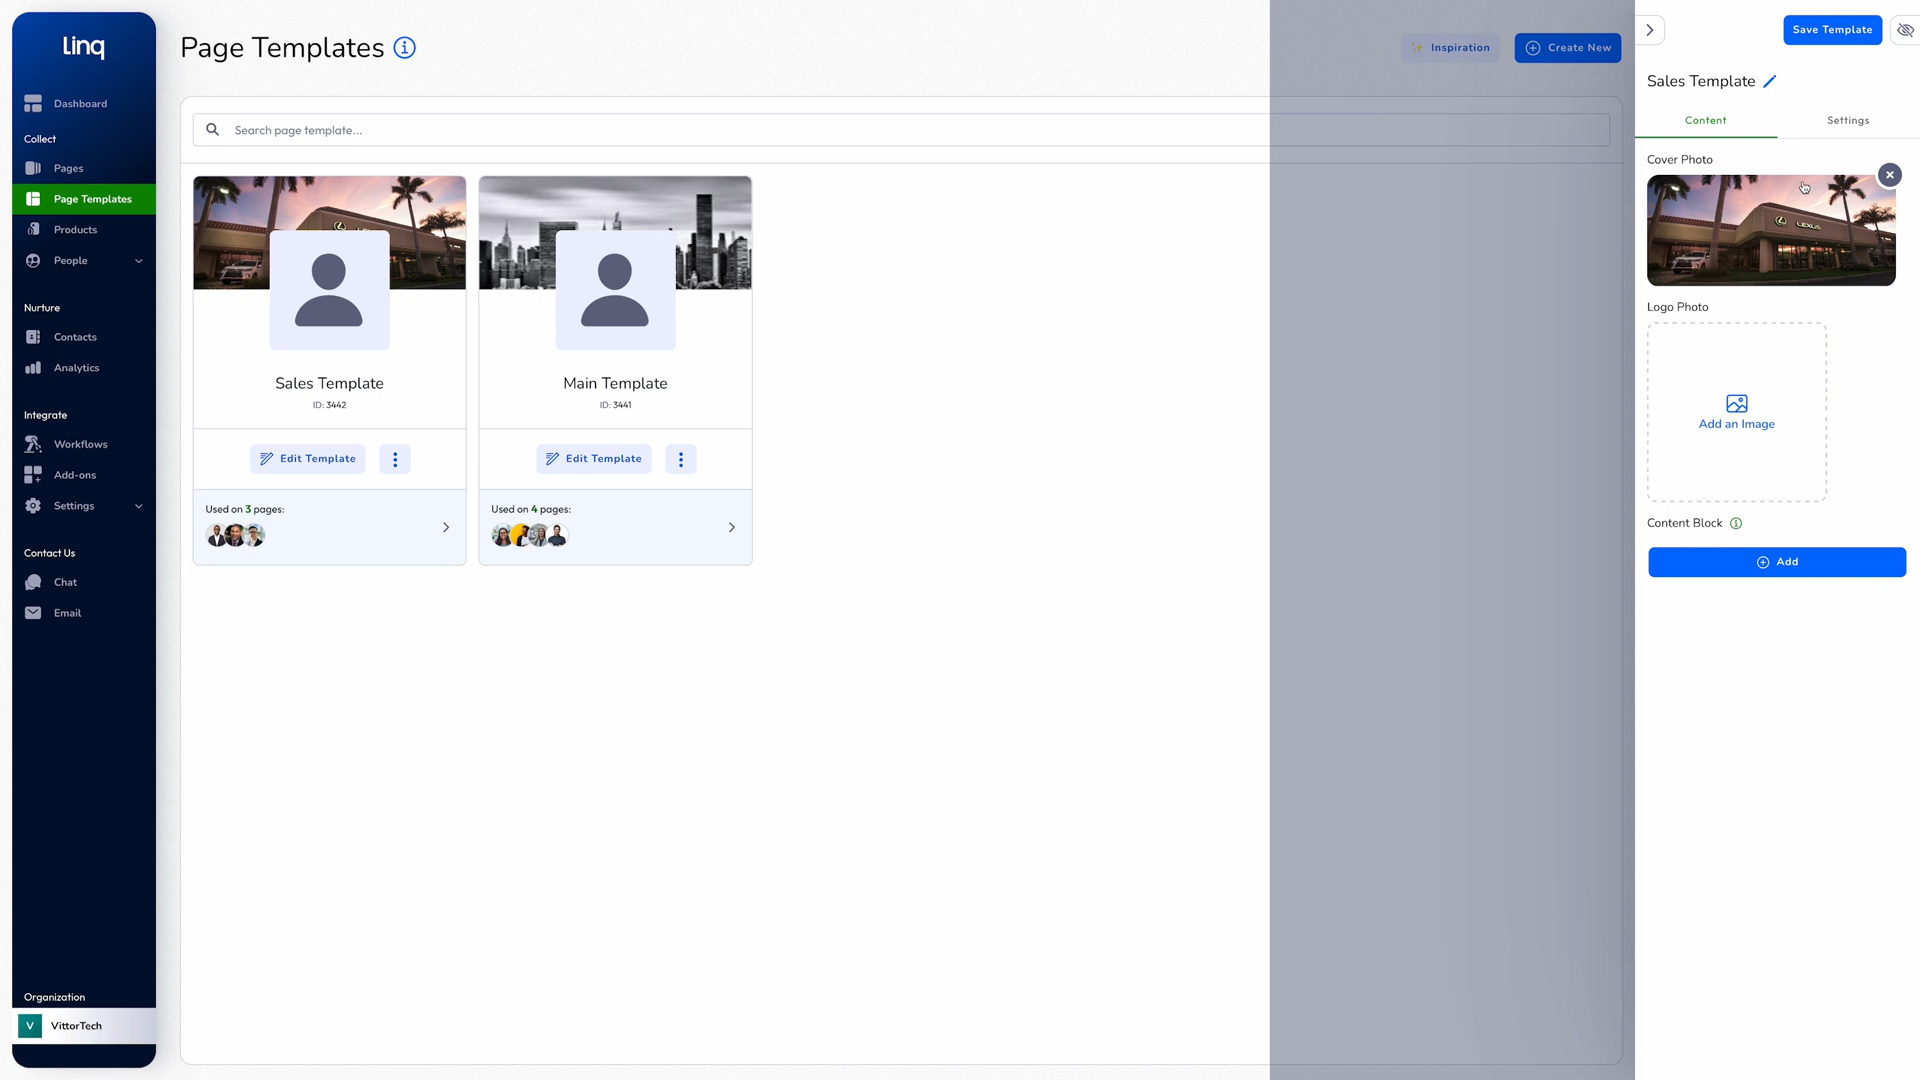 linq
Dashboard
Collect
Pages
Page Templates
Products
People
Nurture
Contacts
Analytics
Integrate
Workflows
Add-ons
Settings
Contact Us
Chat
Email
Organization
V VittorTech
Page Templates
Inspiration
Create New
Search page template...
Sales Template
ID: 3442
Edit Template
Used on 3 pages:
Main Template
ID: 3441
Edit Template
Used on 4 pages:
Save Template
Sales Template
Content Settings
Cover Photo
LEXUS
Logo Photo
Add an Image
Content Block
Add